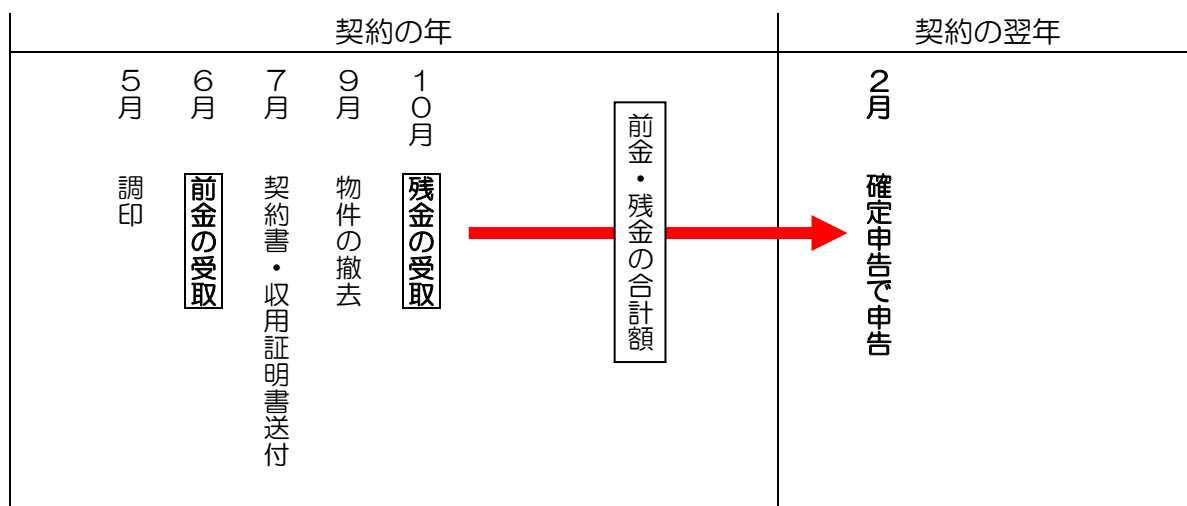 契約の年
契約の翌年
５月　調印
６月　前金の受取
７月　契約書・収用証明書送付
９月　物件の撤去
１０月　残金の受取
前金・残金の合計額
２月　確定申告で申告